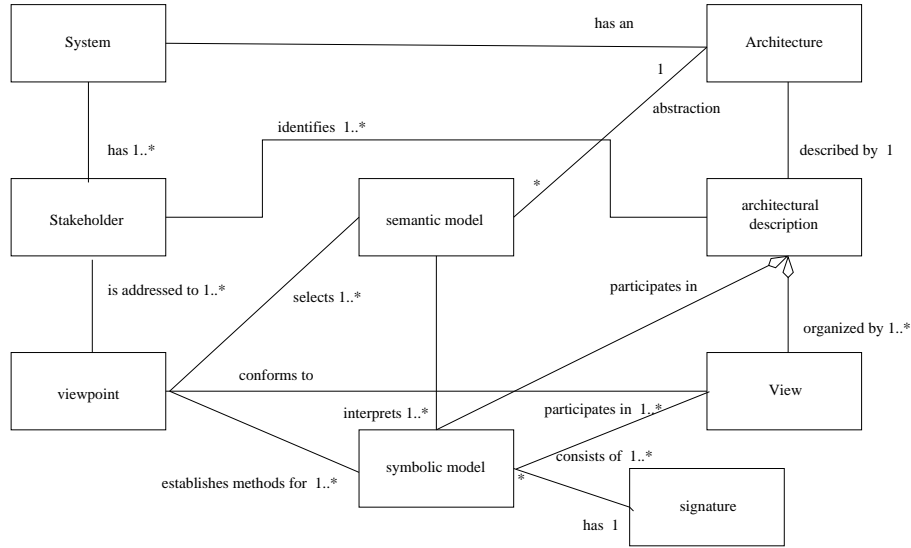 has an
System
Architecture
1
abstraction
identifies 1..*
has 1..*
described by 1
*
Stakeholder
semantic model
architectural
description
is addressed to 1..*
selects 1..*
participates in
organized by 1..*
conforms to
viewpoint
View
interprets 1..*
participates in 1..*
consists of 1..*
symbolic model
*
establishes methods for 1..*
signature
has 1